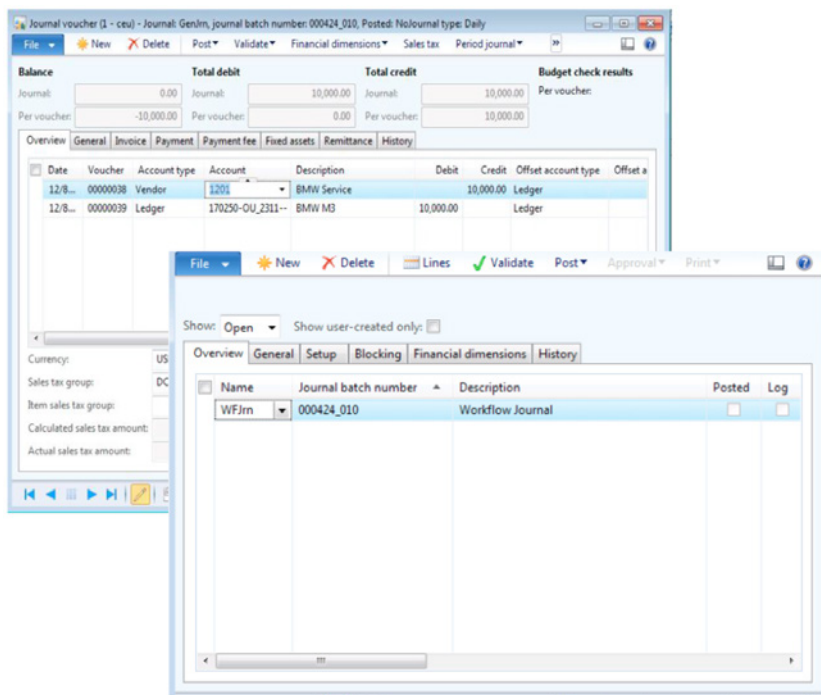 Journal voucher (1 - ceu) - Journal: GenJrn, journal batch number: 000424_010, Posted: NoJournal type: Daily
File New Delete Post Validate Financial dimensions Sales tax Period journal »
Balance Total debit Total credit Budget check results
Journal: 0.00 Journal: 10,000.00 Journal: 10,000.00 Per voucher:
Per voucher: -10,000.00 Per voucher: 0.00 Per voucher: 10,000.00
Overview General Invoice Payment Payment fee Fixed assets Remittance History
Date Voucher Account type Account Description Debit Credit Offset account type Offset a
12/8... 00000038 Vendor 1201 BMW Service 10,000.00 Ledger
12/8... 00000039 Ledger 170250-OU_2311-- BMW M3 10,000.00 Ledger
Currency: US
Sales tax group: DC
Item sales tax group:
Calculated sales tax amount:
Actual sales tax amount:
File New Delete Lines Validate Post Approval Print
Show: Open Show user-created only:
Overview General Setup Blocking Financial dimensions History
Name Journal batch number Description Posted Log
WFJrn 000424_010 Workflow Journal